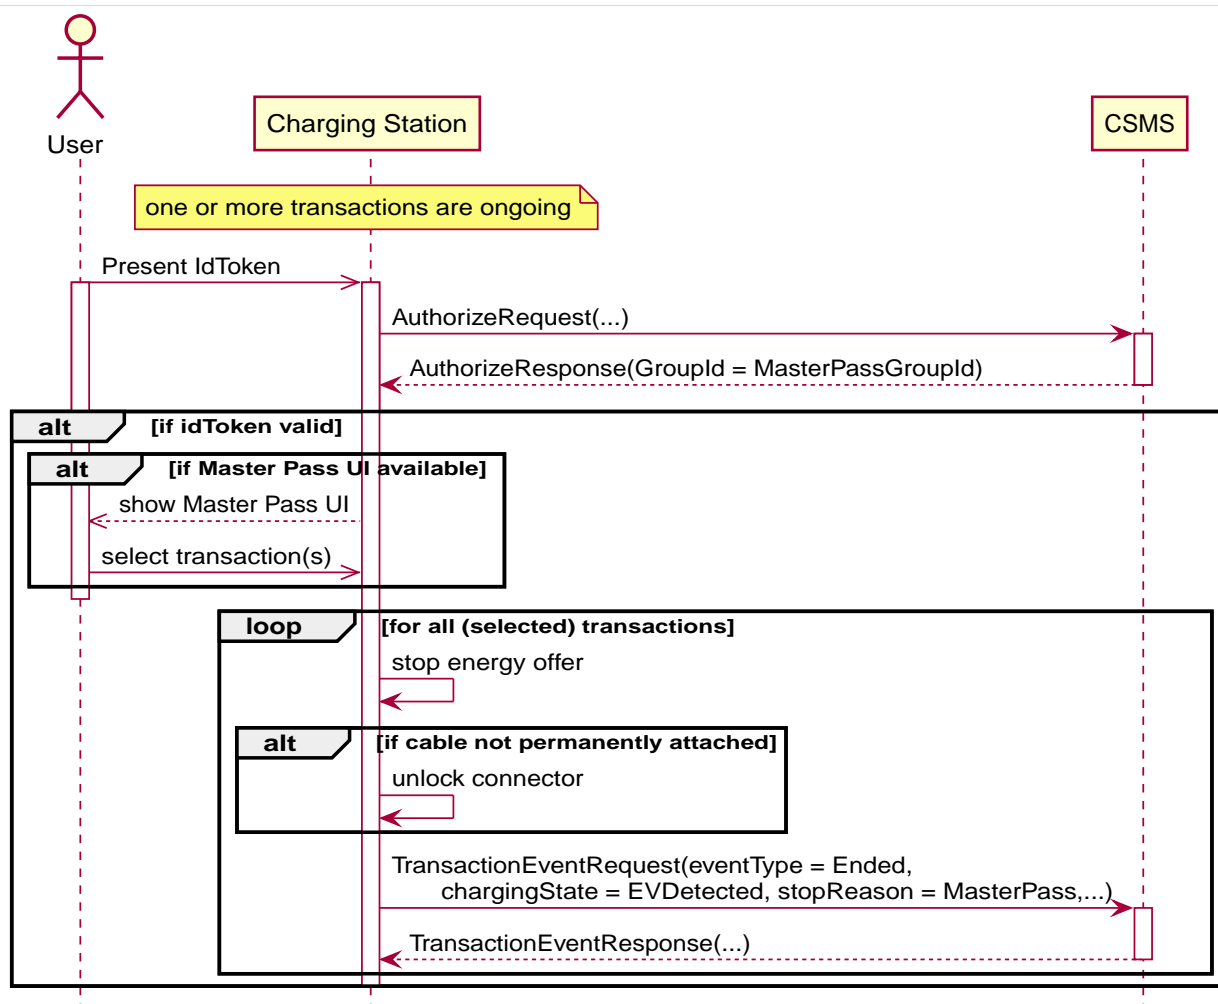 User
Charging Station
CSMS
one or more transactions are ongoing
Present IdToken
AuthorizeRequest(...)
AuthorizeResponse(GroupId = MasterPassGroupId)
alt [if idToken valid]
alt [if Master Pass UI available]
show Master Pass UI
select transaction(s)
loop [for all (selected) transactions]
stop energy offer
alt [if cable not permanently attached]
unlock connector
TransactionEventRequest(eventType = Ended,
chargingState = EVDetected, stopReason = MasterPass,...)
TransactionEventResponse(...)